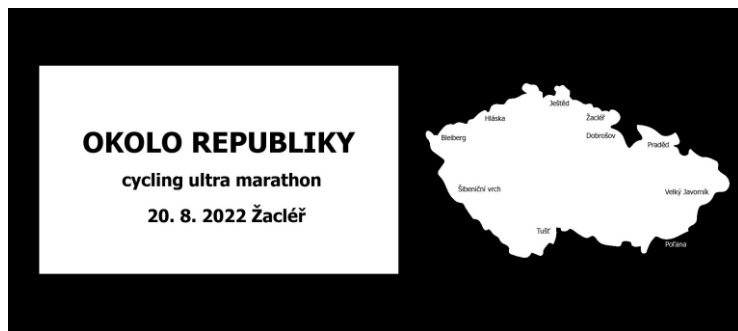 OKOLO REPUBLIKY
cycling ultra marathon
20. 8. 2022 Žacléř
Ještěd
Hláska
Žacléř
Bleiberg
Dobrošov
Praděd
Šibeniční vrch
Velký Javorník
Tušť
Poľana